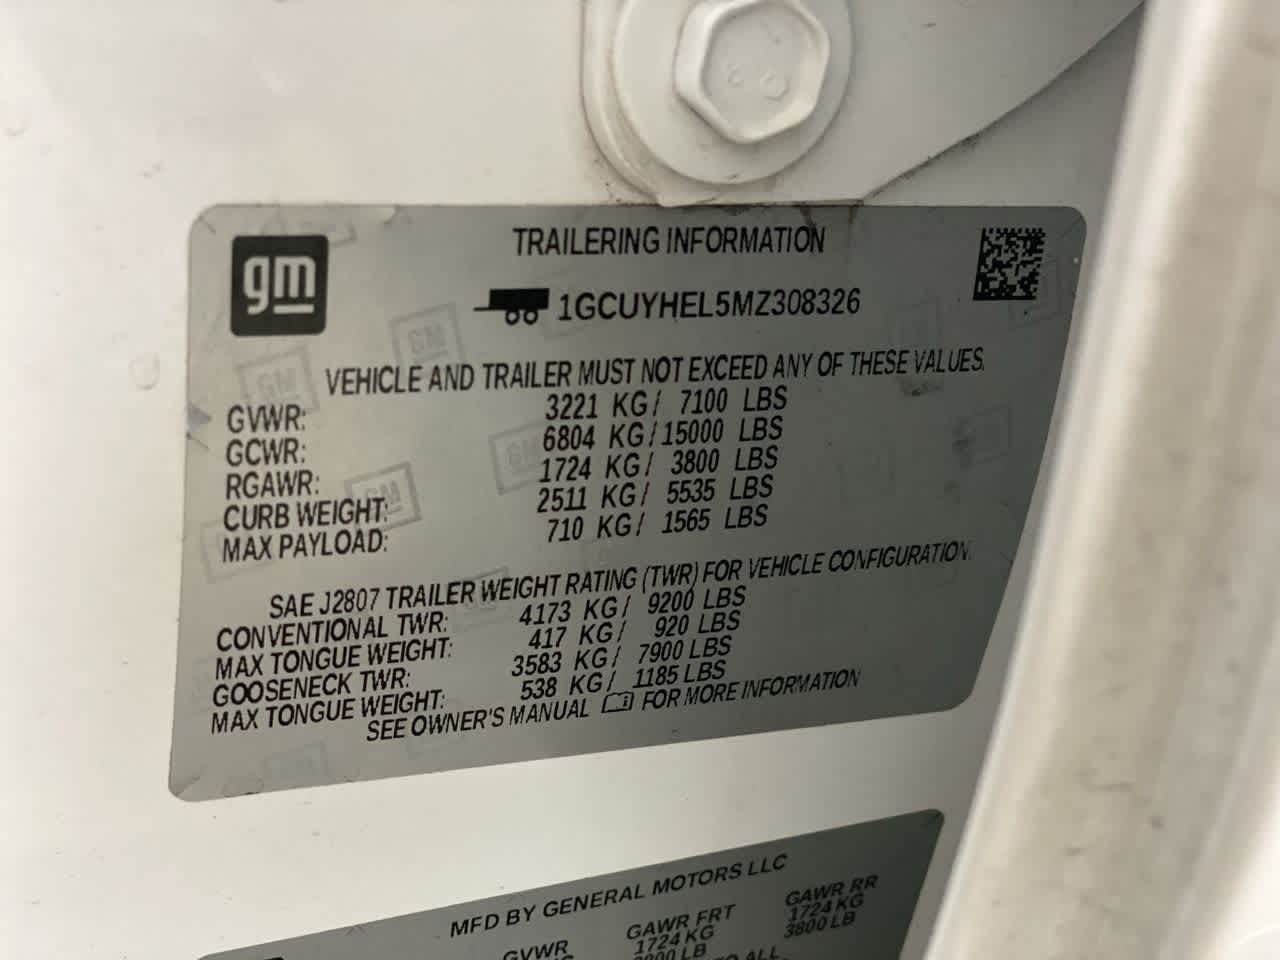 gm
TRAILERING INFORMATION
1GCUYHEL5MZ308326
VEHICLE AND TRAILER MUST NOT EXCEED ANY OF THESE VALUES.
GVWR: 3221 KG/ 7100 LBS
GCWR: 6804 KG/15000 LBS
RGAWR: 1724 KG/ 3800 LBS
CURB WEIGHT: 2511 KG/ 5535 LBS
MAX PAYLOAD: 710 KG/ 1565 LBS
SAE J2807 TRAILER WEIGHT RATING (TWR) FOR VEHICLE CONFIGURATION.
CONVENTIONAL TWR: 4173 KG/ 9200 LBS
MAX TONGUE WEIGHT: 417 KG/ 920 LBS
GOOSENECK TWR: 3583 KG/ 7900 LBS
MAX TONGUE WEIGHT: 538 KG/ 1185 LBS
SEE OWNER'S MANUAL FOR MORE INFORMATION
MFD BY GENERAL MOTORS LLC
GVWR GAWR FRT GAWR RR
1724 KG 1724 KG
3800 LB